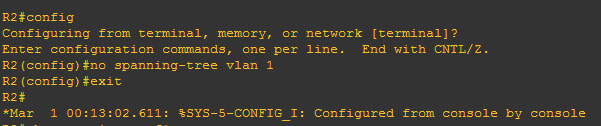 R2#config
Configuring from terminal, memory, or network [terminal]?
Enter configuration commands, one per line.  End with CNTL/Z.
R2(config)#no spanning-tree vlan 1
R2(config)#exit
R2#
*Mar  1 00:13:02.611: %SYS-5-CONFIG_I: Configured from console by console